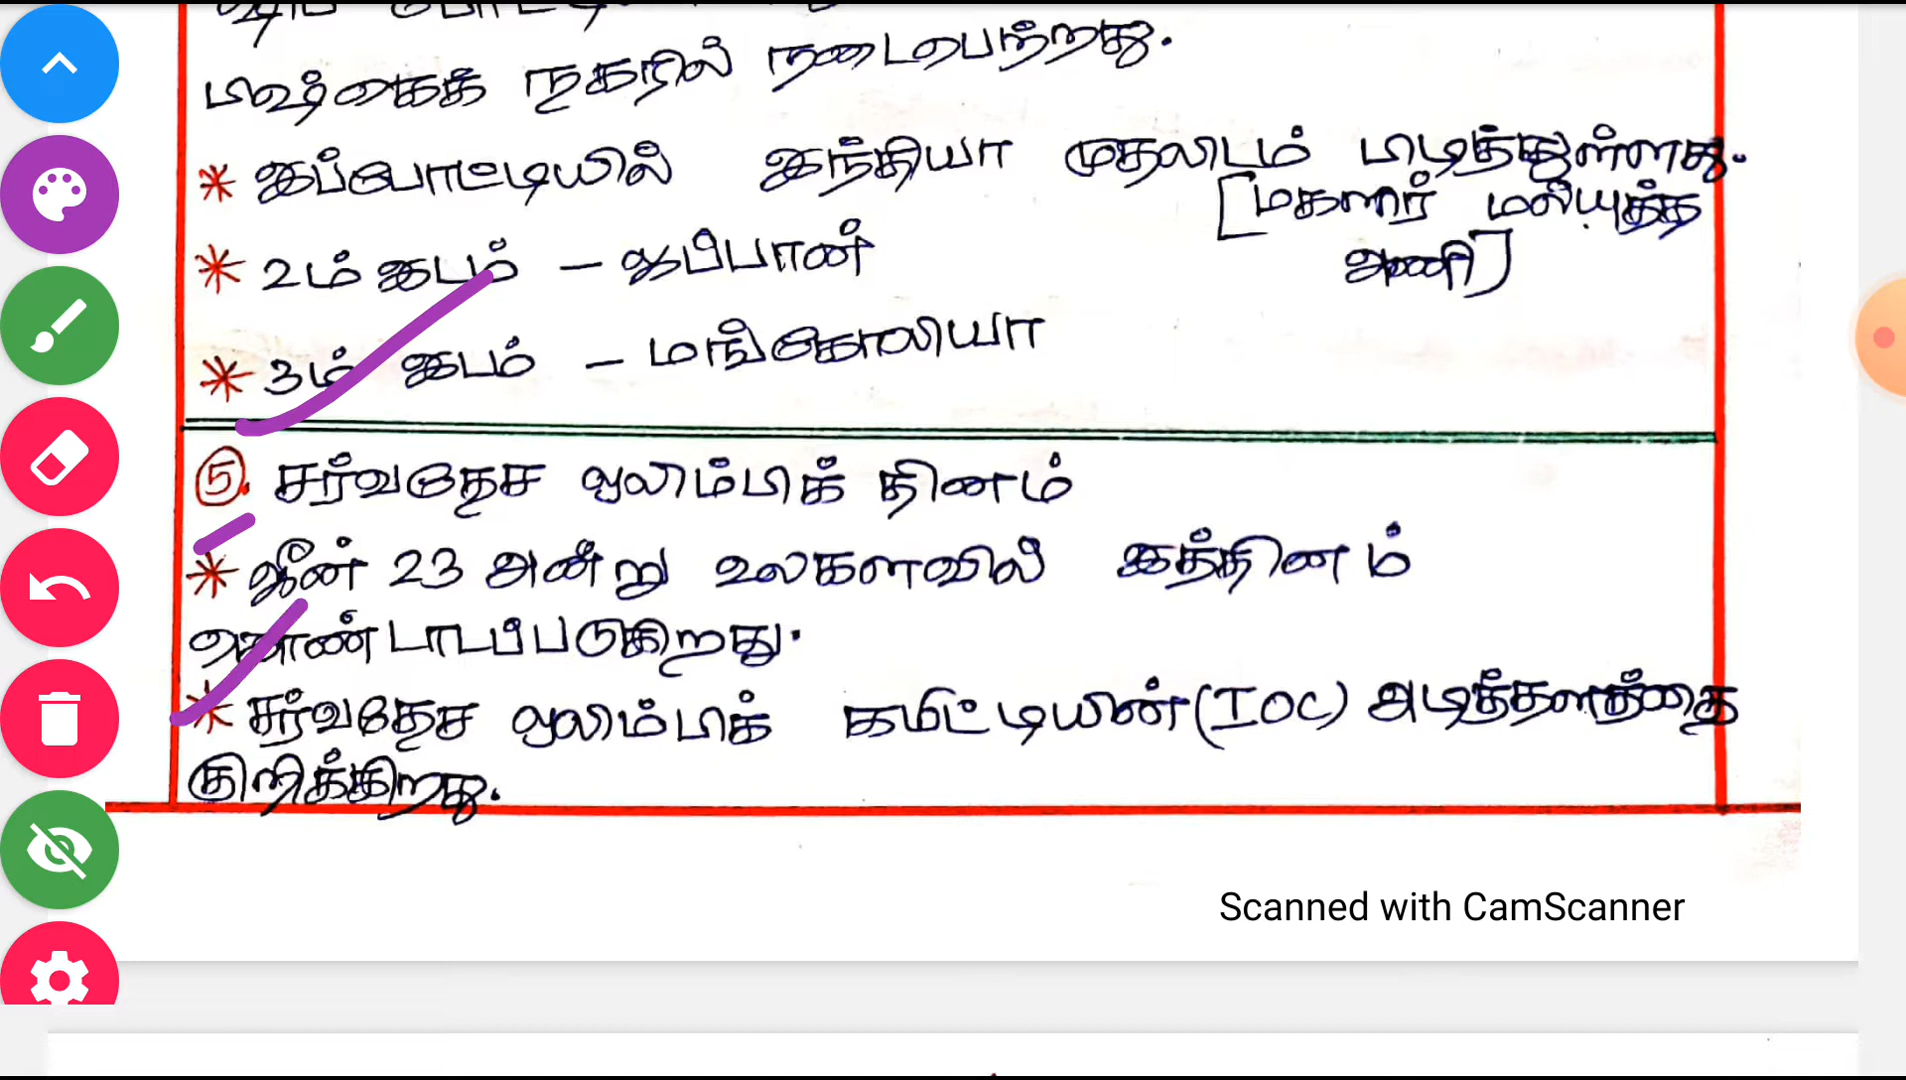 பிஷ்கெக் நகரில் நடைபெற்றது.
* இப்போட்டியில் இந்தியா முதலிடம் பிடித்துள்ளது.
[மகளிர் மல்யுத்த
அணி]
* 2ம் இடம் – ஜப்பான்
* 3ம் இடம் – மங்கோலியா
5. சர்வதேச ஒலிம்பிக் தினம்
* ஜீன் 23 அன்று உலகளவில் இத்தினம்
கொண்டாடப்படுகிறது.
* சர்வதேச ஒலிம்பிக் கமிட்டியின் (IOC) அடித்தளத்தை
குறிக்கிறது.
Scanned with CamScanner